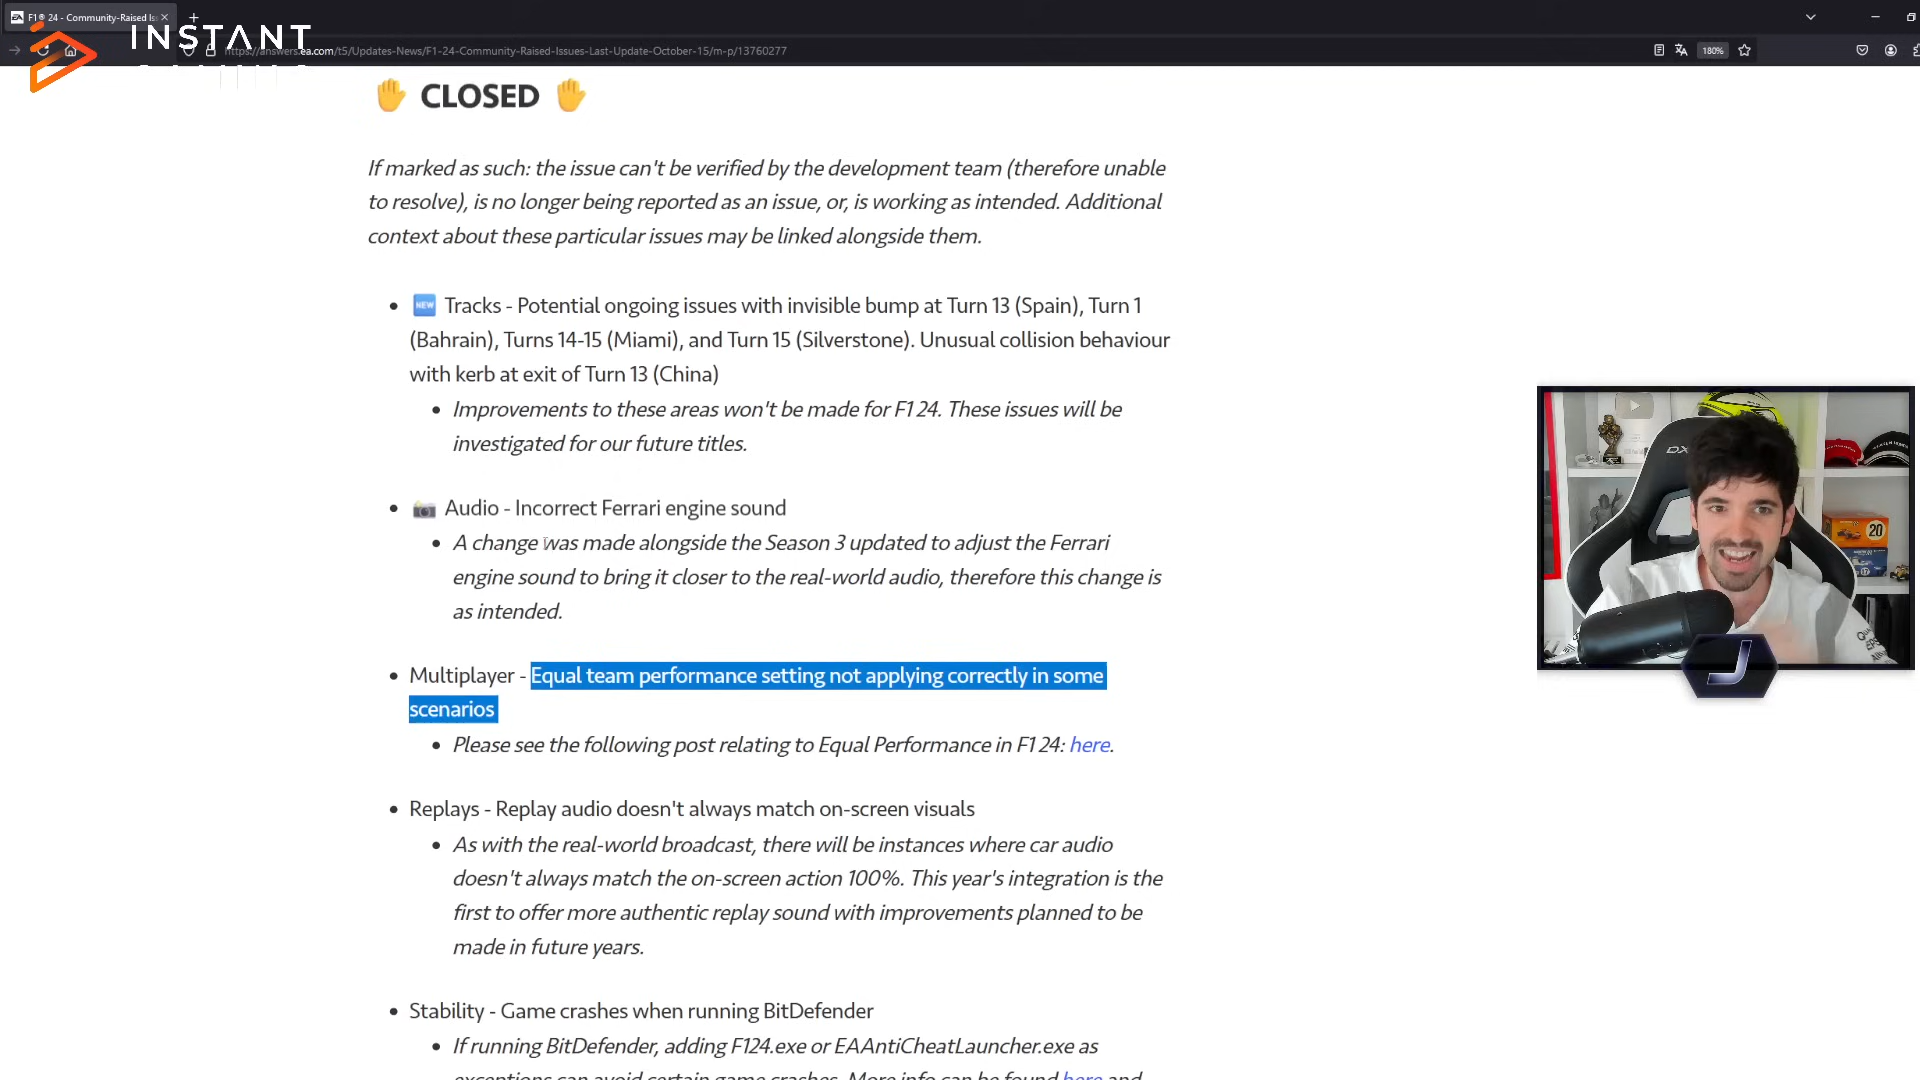 F1® 24 - Community-Raised Is
INSTANT
https://answers.ea.com/t5/Updates-News/F1-24-Community-Raised-Issues-Last-Update-October-15/m-p/13760277
180%
CLOSED
If marked as such: the issue can't be verified by the development team (therefore unable
to resolve), is no longer being reported as an issue, or, is working as intended. Additional
context about these particular issues may be linked alongside them.
NEW Tracks - Potential ongoing issues with invisible bump at Turn 13 (Spain), Turn 1
(Bahrain), Turns 14-15 (Miami), and Turn 15 (Silverstone). Unusual collision behaviour
with kerb at exit of Turn 13 (China)
Improvements to these areas won't be made for F1 24. These issues will be
investigated for our future titles.
Audio - Incorrect Ferrari engine sound
A change was made alongside the Season 3 updated to adjust the Ferrari
engine sound to bring it closer to the real-world audio, therefore this change is
as intended.
Multiplayer - Equal team performance setting not applying correctly in some
scenarios
Please see the following post relating to Equal Performance in F1 24: here.
Replays - Replay audio doesn't always match on-screen visuals
As with the real-world broadcast, there will be instances where car audio
doesn't always match the on-screen action 100%. This year's integration is the
first to offer more authentic replay sound with improvements planned to be
made in future years.
Stability - Game crashes when running BitDefender
If running BitDefender, adding F124.exe or EAAntiCheatLauncher.exe as
exceptions can avoid certain game crashes. More info can be found here and
DX
20
J